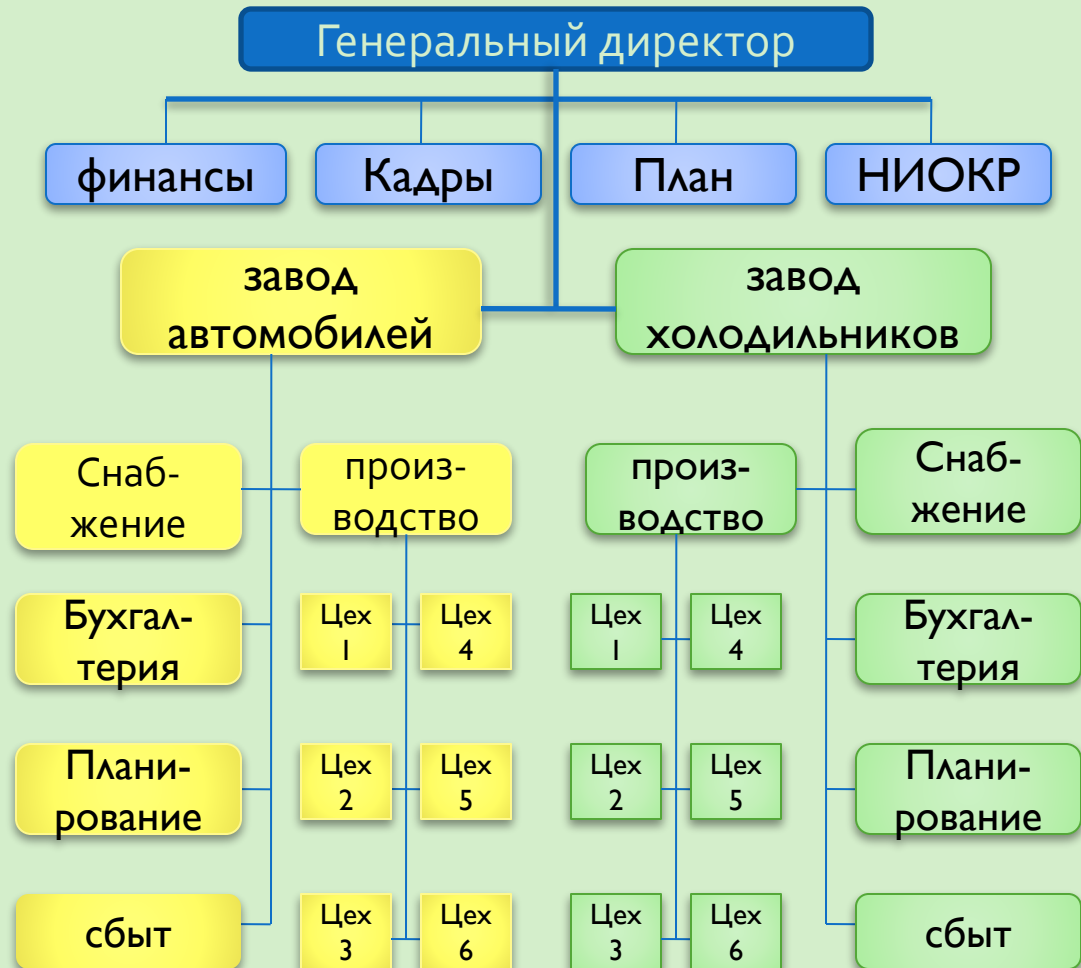 Генеральный директор
финансы
Кадры
План
НИОКР
завод
автомобилей
завод
холодильников
Снаб-
жение
произ-
водство
произ-
водство
Снаб-
жение
Бухгал-
терия
Цех
1
Цех
4
Цех
1
Цех
4
Бухгал-
терия
Плани-
рование
Цех
2
Цех
5
Цех
2
Цех
5
Плани-
рование
сбыт
Цех
3
Цех
6
Цех
3
Цех
6
сбыт